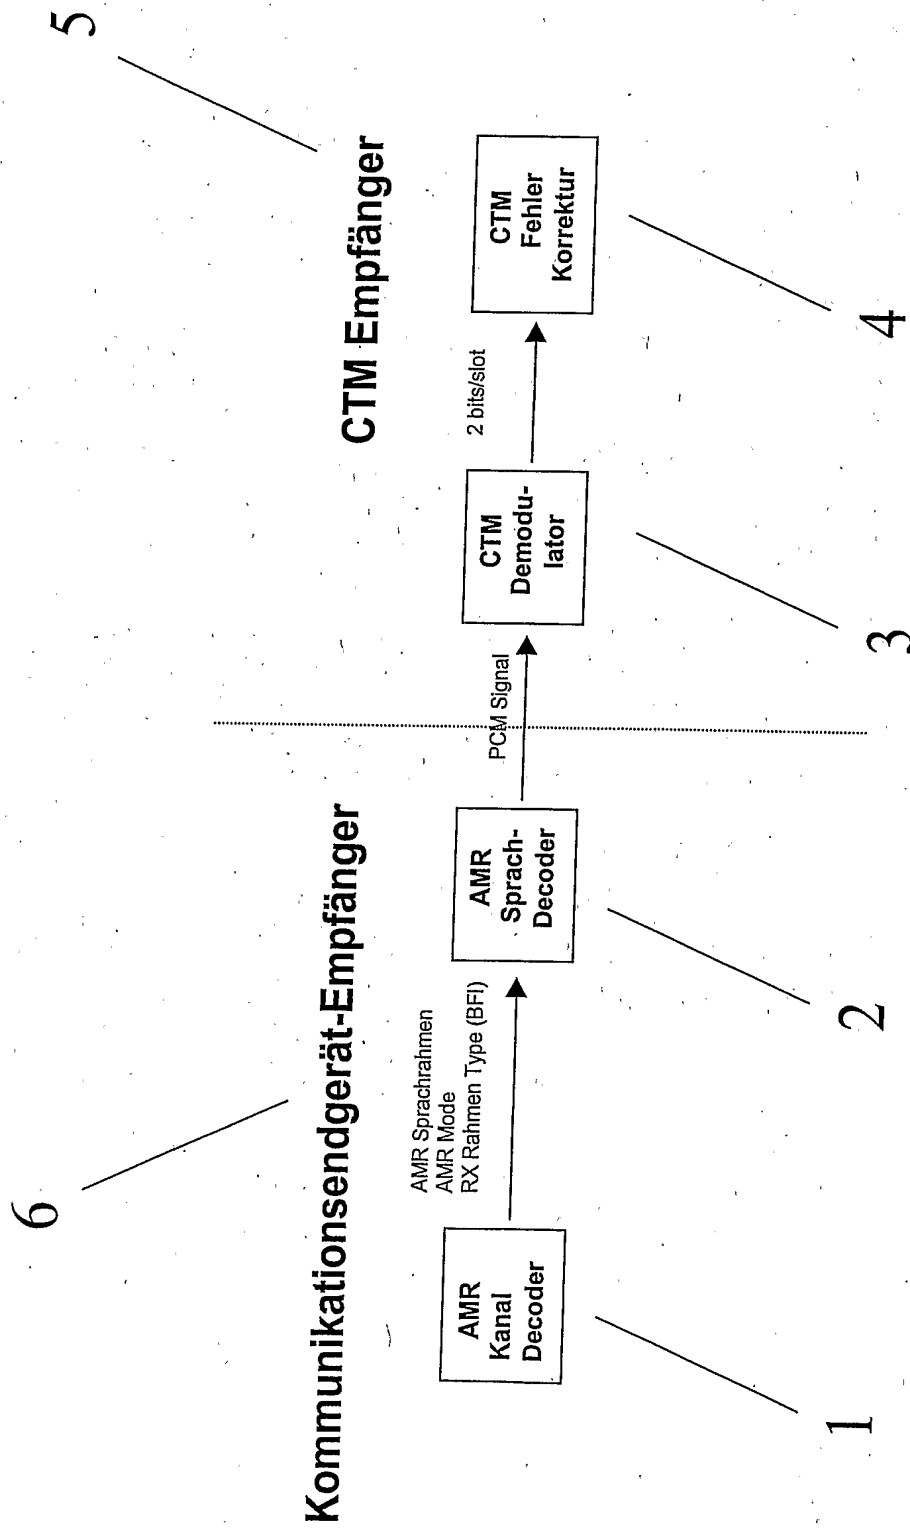 6
5
Kommunikationsendgerät-Empfänger
CTM Empfänger
AMR Sprachrahmen
AMR Mode
RX Rahmen Type (BFI)
PCM Signal
2 bits/slot
AMR
Kanal
Decoder
AMR
Sprach-
Decoder
CTM
Demodu-
lator
CTM
Fehler
Korrektur
1
2
3
4